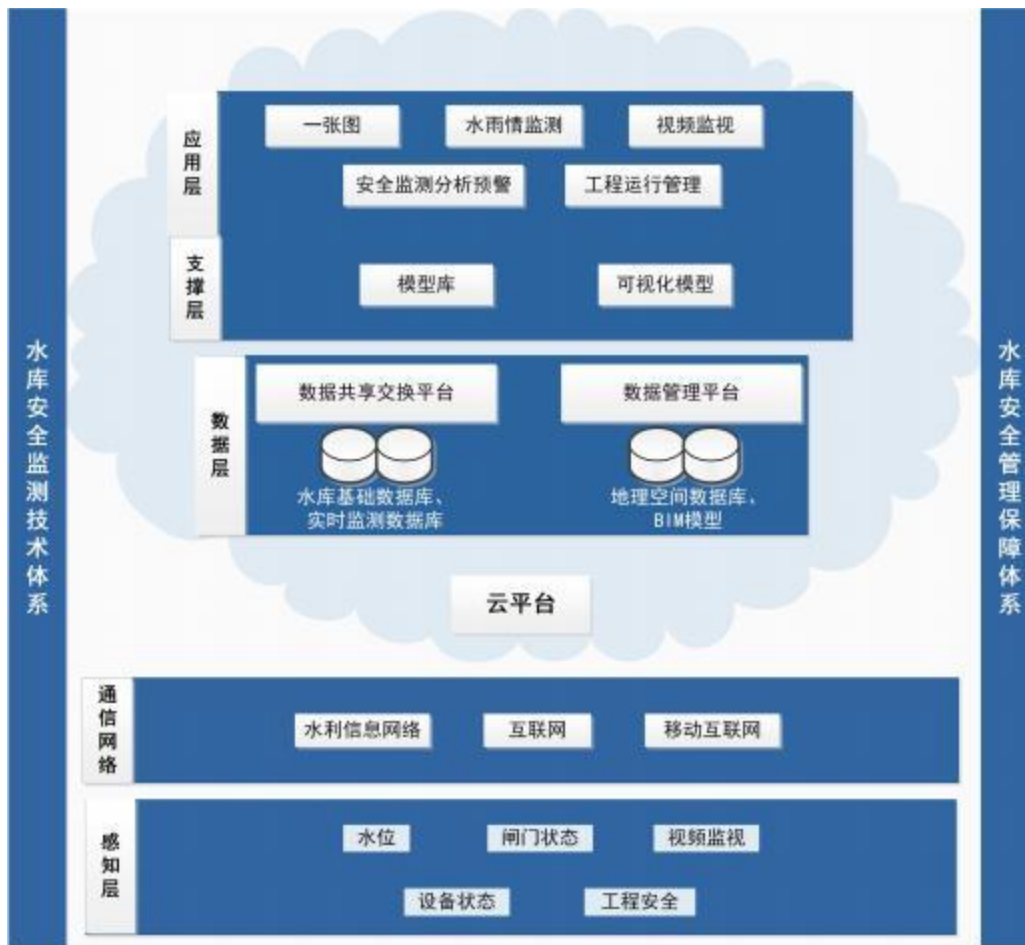 水库安全监测技术体系
应用层
一张图
水雨情监测
视频监视
安全监测分析预警
工程运行管理
支撑层
模型库
可视化模型
数据层
数据共享交换平台
数据管理平台
水库基础数据库、
实时监测数据库
地理空间数据库、
BIM模型
云平台
通信网络
水利信息网络
互联网
移动互联网
感知层
水位
闸门状态
视频监视
设备状态
工程安全
水库安全管理保障体系